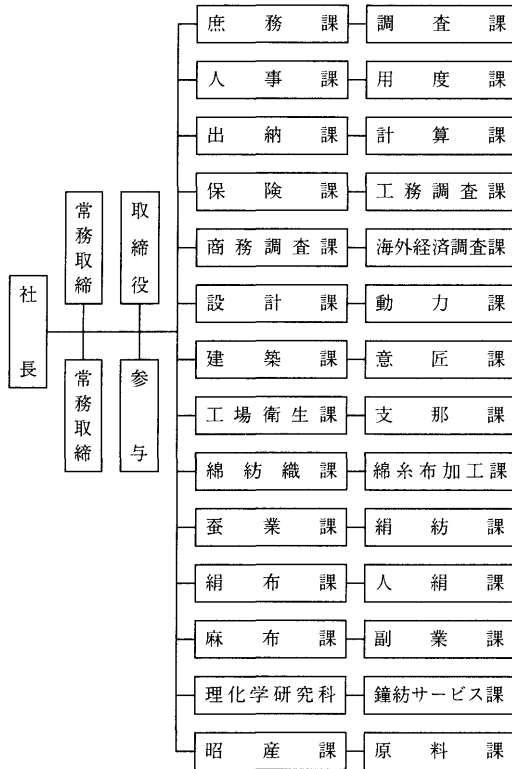 社長
常務取締
常務取締
取締役
参与
庶務課 調査課
人事課 用度課
出納課 計算課
保険課 工務調査課
商務調査課 海外経済調査課
設計課 動力課
建築課 意匠課
工場衛生課 支那課
綿紡織課 綿糸布加工課
蚕業課 絹紡課
絹布課 人絹課
麻布課 副業課
理化学研究科 鐘紡サービス課
昭産課 原料課